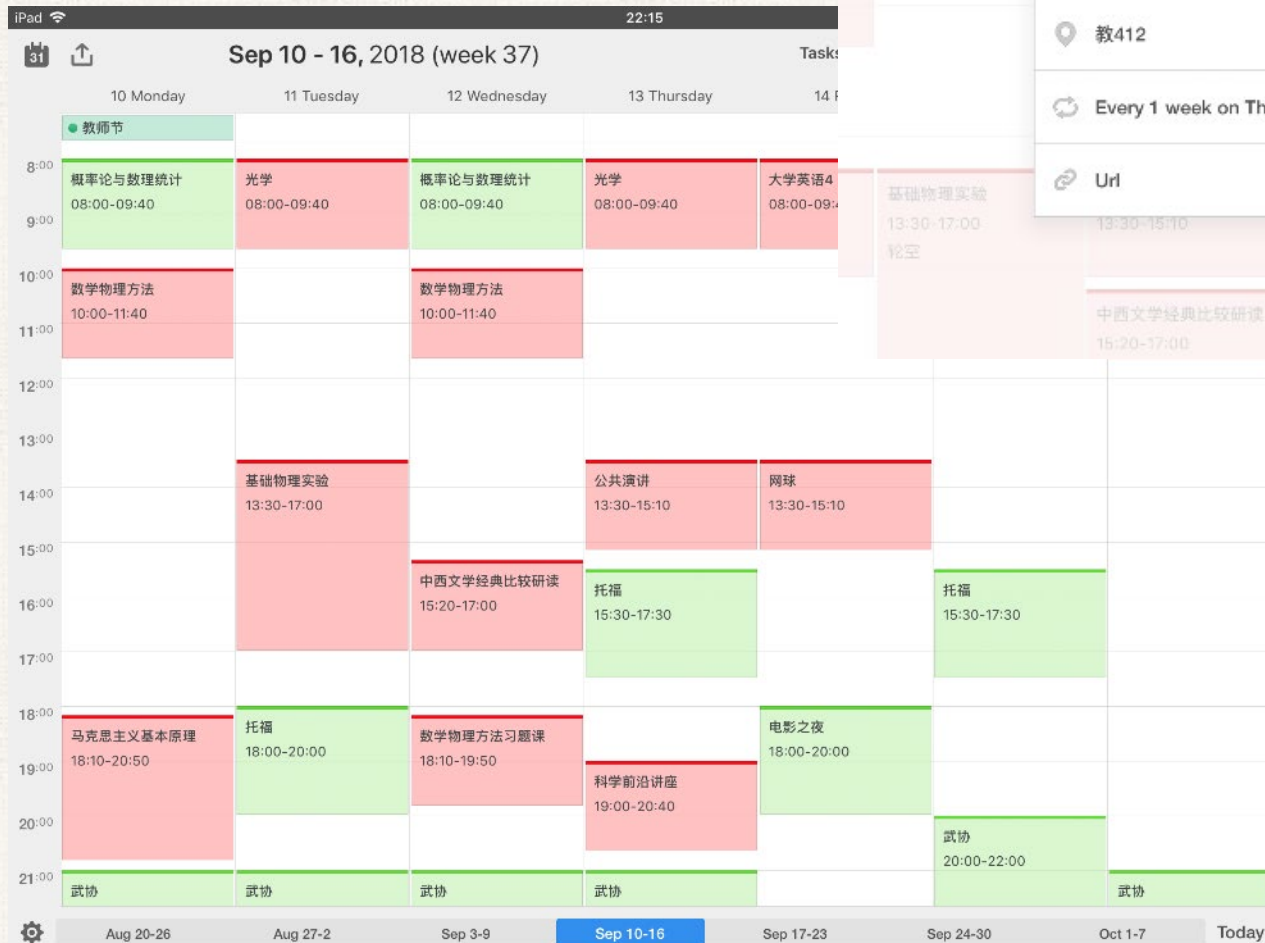 iPad
22:15
31
Sep 10 - 16, 2018 (week 37)
Tasks
10 Monday
11 Tuesday
12 Wednesday
13 Thursday
14
教师节
8:00
9:00
10:00
11:00
12:00
13:00
14:00
15:00
16:00
17:00
18:00
19:00
20:00
21:00
概率论与数理统计
08:00-09:40
数学物理方法
10:00-11:40
马克思主义基本原理
18:10-20:50
武协
光学
08:00-09:40
基础物理实验
13:30-17:00
托福
18:00-20:00
武协
概率论与数理统计
08:00-09:40
数学物理方法
10:00-11:40
中西文学经典比较研读
15:20-17:00
数学物理方法习题课
18:10-19:50
武协
光学
08:00-09:40
公共演讲
13:30-15:10
托福
15:30-17:30
科学前沿讲座
19:00-20:40
武协
大学英语4
08:00-09:4
网球
13:30-15:10
电影之夜
18:00-20:00
托福
15:30-17:30
武协
20:00-22:00
武协
教412
Every 1 week on Th
Url
基础物理实验
13:30-17:00
轮空
13:30-15:10
中西文学经典比较研读
15:20-17:00
Aug 20-26
Aug 27-2
Sep 3-9
Sep 10-16
Sep 17-23
Sep 24-30
Oct 1-7
Today